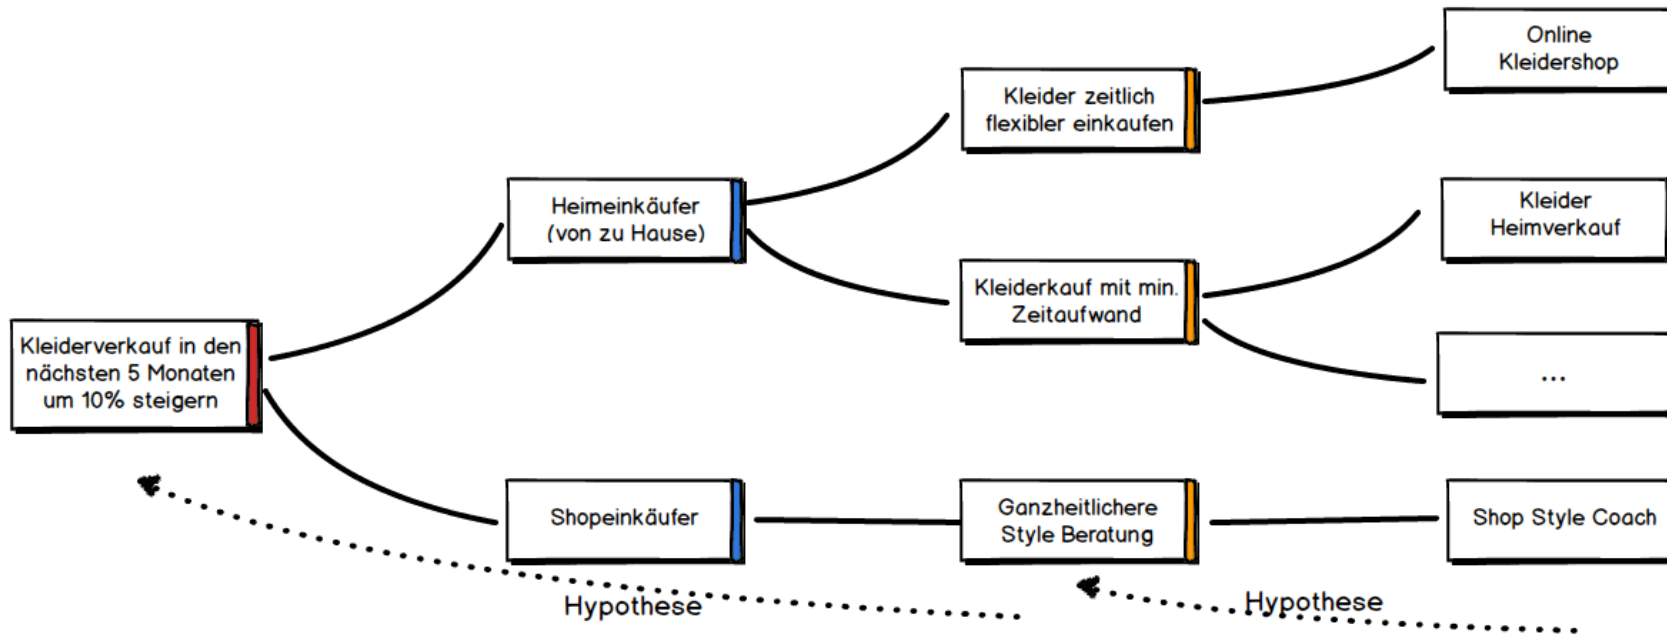 Online
Kleidershop
Kleider zeitlich
flexibler einkaufen
Heimeinkäufer
(von zu Hause)
Kleider
Heimverkauf
Kleiderkauf mit min.
Zeitaufwand
Kleiderverkauf in den
nächsten 5 Monaten
um 10% steigern
...
Shopeinkäufer
Ganzheitlichere
Style Beratung
Shop Style Coach
Hypothese
Hypothese